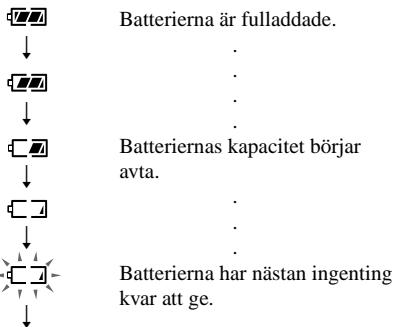 Batterierna är fulladdade.
.
.
.
.
Batteriernas kapacitet börjar
avta.
.
.
.
Batterierna har nästan ingenting
kvar att ge.